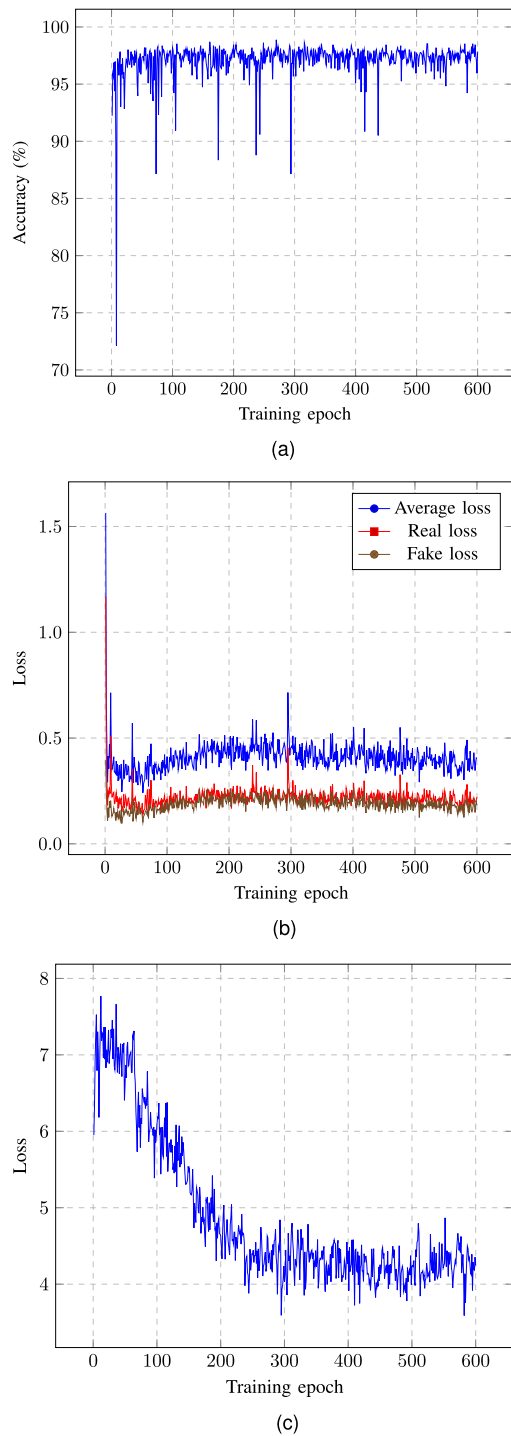 100
95
90
85
80
75
70
Accuracy (%)
0 100 200 300 400 500 600
Training epoch
(a)
1.5
1.0
0.5
0.0
Loss
Average loss
Real loss
Fake loss
0 100 200 300 400 500 600
Training epoch
(b)
8
7
6
5
4
Loss
0 100 200 300 400 500 600
Training epoch
(c)